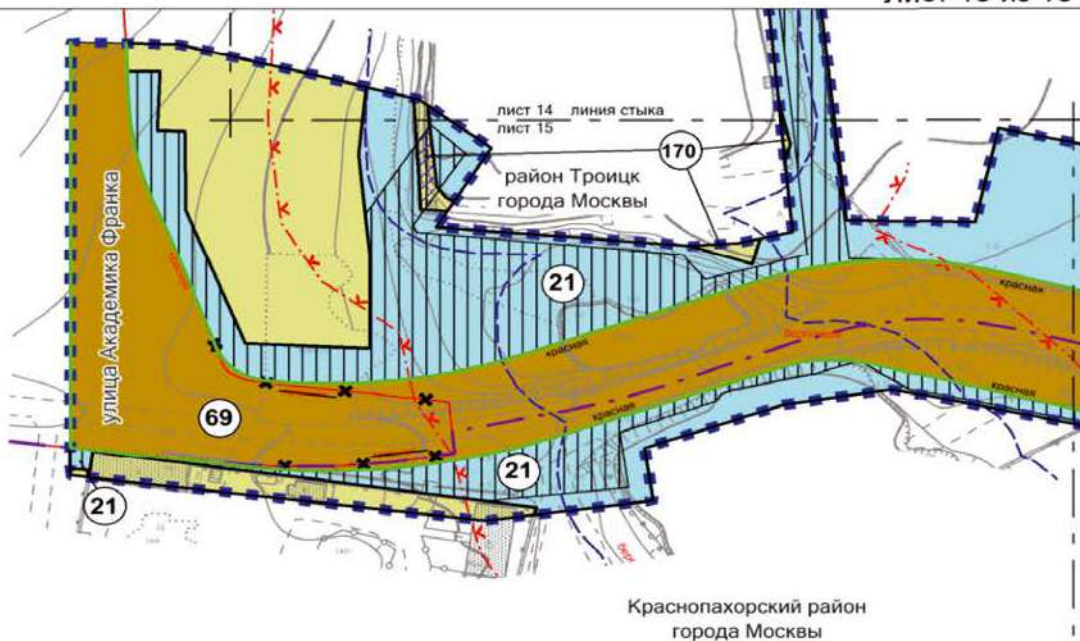 лист 14 линия стыка
лист 15
170
район Троицк
города Москвы
улица Академика Франка
21
красная
красная
красная
красная
69
21
21
Краснопахорский район
города Москвы